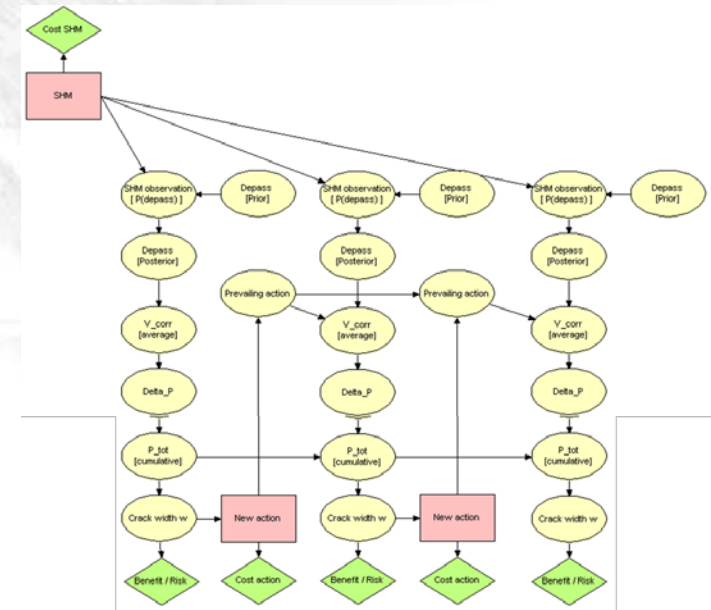 Cost SHM
SHM
SHM observation
[ P(depass) ]
Depass
[Prior]
SHM observation
[ P(depass) ]
Depass
[Prior]
SHM observation
[ P(depass) ]
Depass
[Prior]
Depass
[Posterior]
Depass
[Posterior]
Depass
[Posterior]
Prevailing action
Prevailing action
V_corr
[average]
V_corr
[average]
V_corr
[average]
Delta_P
Delta_P
Delta_P
P_tot
[cumulative]
P_tot
[cumulative]
P_tot
[cumulative]
Crack width w
New action
Crack width w
New action
Crack width w
Benefit / Risk
Cost action
Benefit / Risk
Cost action
Benefit / Risk